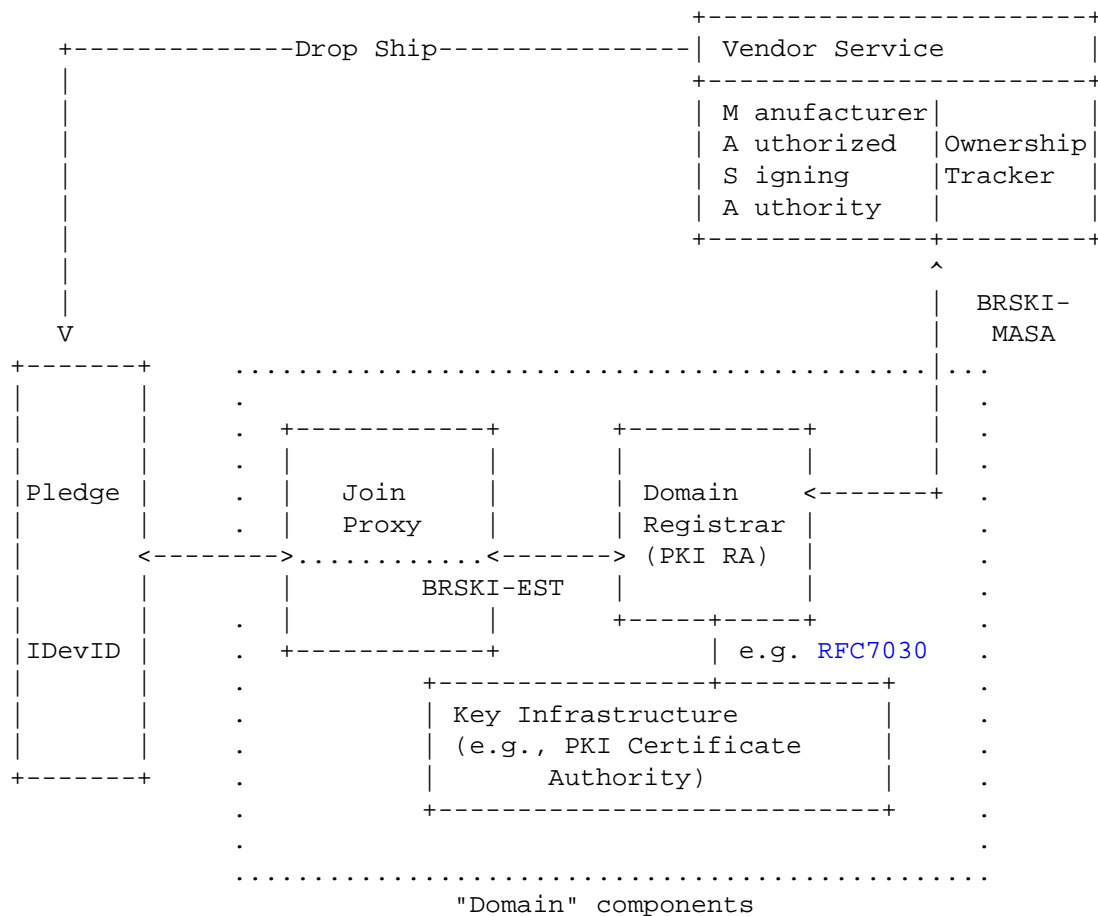 Drop Ship
Vendor Service
M anufacturer
A uthorized Ownership
S igning Tracker
A uthority
BRSKI-
MASA
Pledge Join Domain
Proxy Registrar
(PKI RA)
BRSKI-EST
IDevID e.g. RFC7030
Key Infrastructure
(e.g., PKI Certificate
Authority)
"Domain" components